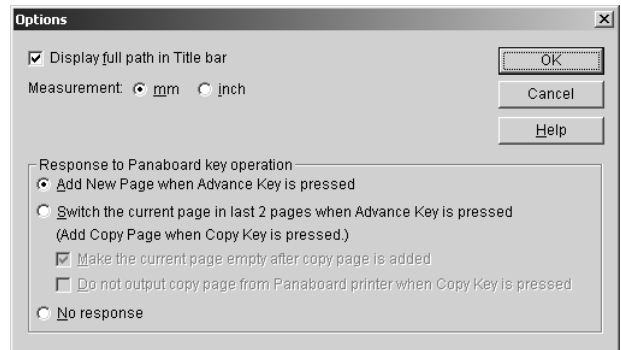 Options
Display full path in Title bar
OK
Measurement: mm inch
Cancel
Help
Response to Panaboard key operation
Add New Page when Advance Key is pressed
Switch the current page in last 2 pages when Advance Key is pressed
(Add Copy Page when Copy Key is pressed.)
Make the current page empty after copy page is added
Do not output copy page from Panaboard printer when Copy Key is pressed
No response